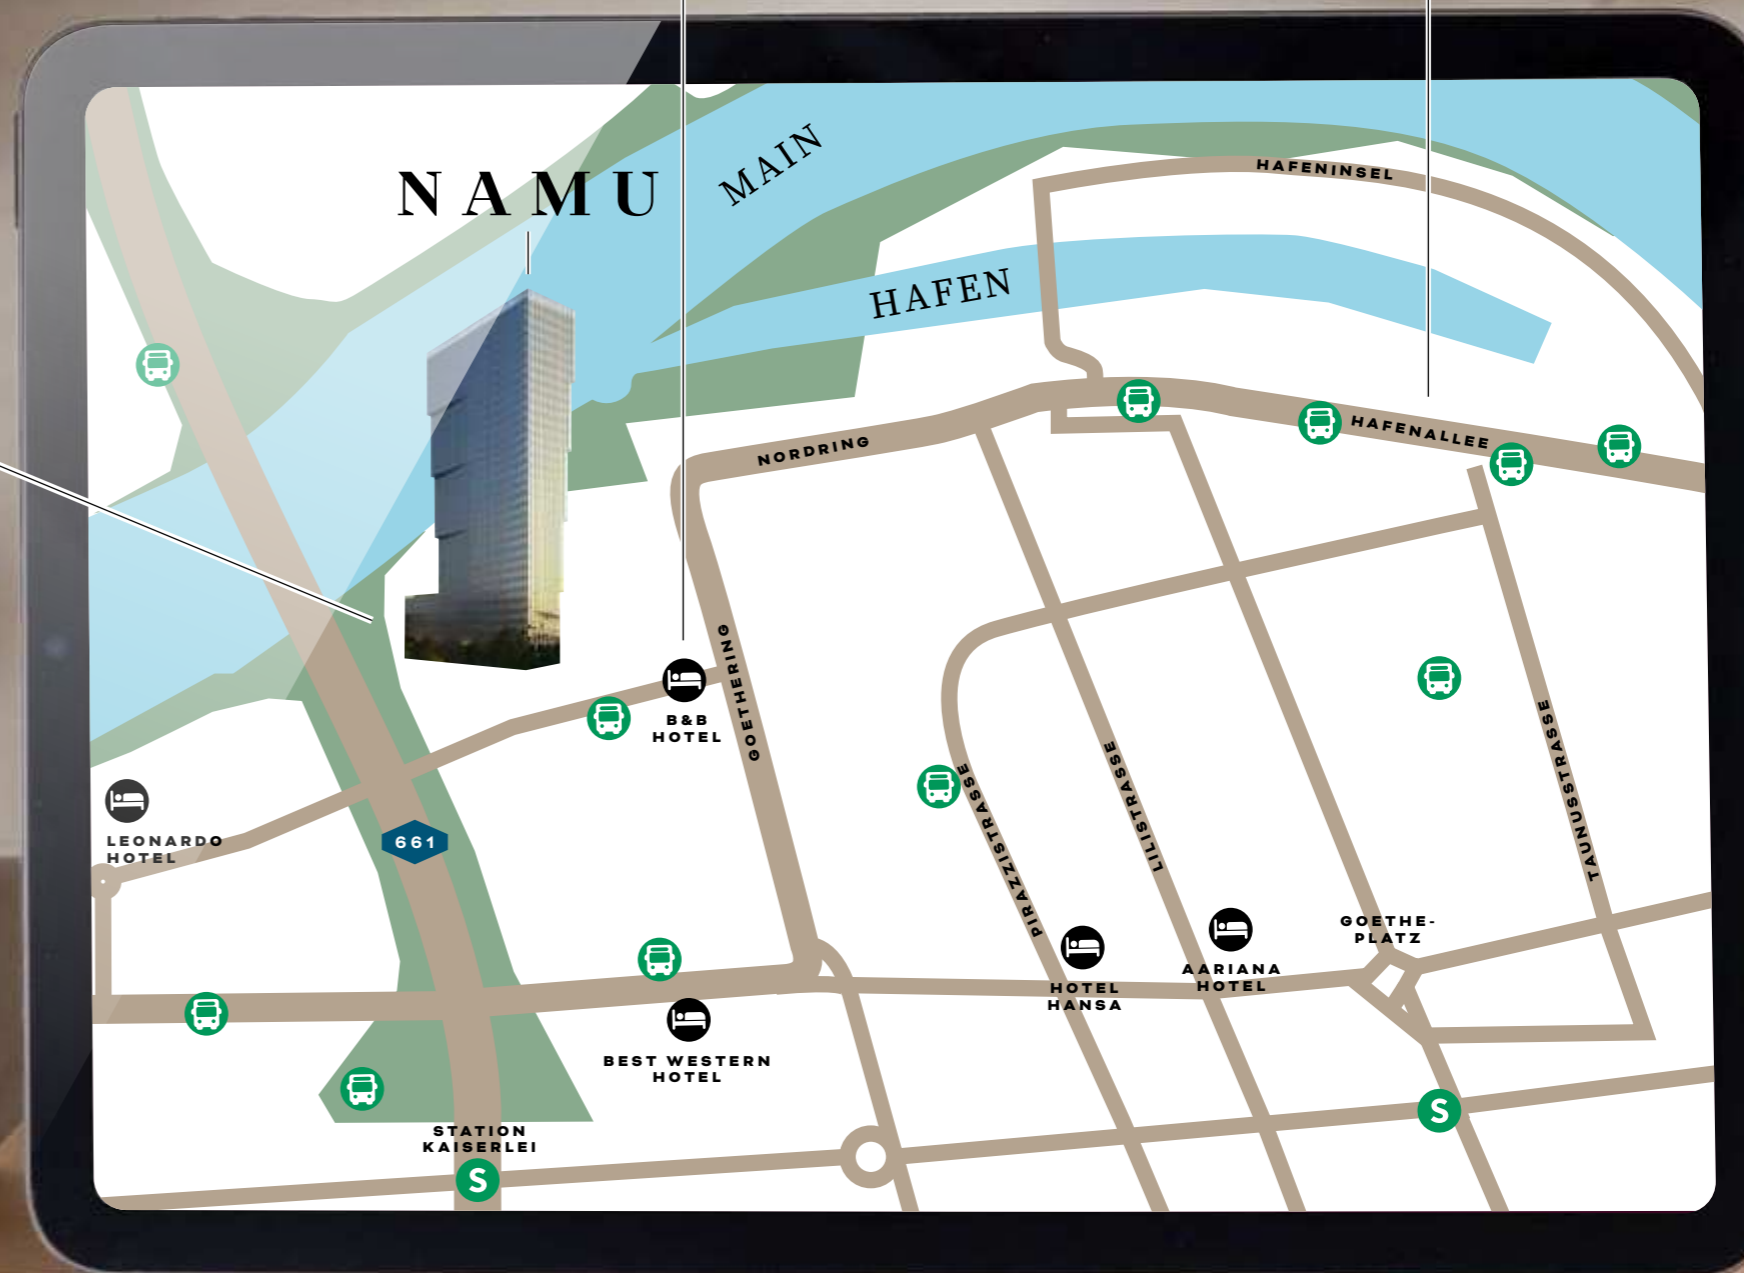 NAMU
MAIN
HAFEN
HAFENINSEL
NORDRING
HAFENALLEE
GOETHERING
B&B
HOTEL
LEONARDO
HOTEL
661
PIRAZZISTRASSE
LILISTRASSSE
TAUNUSSTRASSE
GOETHE-
PLATZ
HOTEL
HANSA
AARIANA
HOTEL
BEST WESTERN
HOTEL
STATION
KAISERLEI
S
S